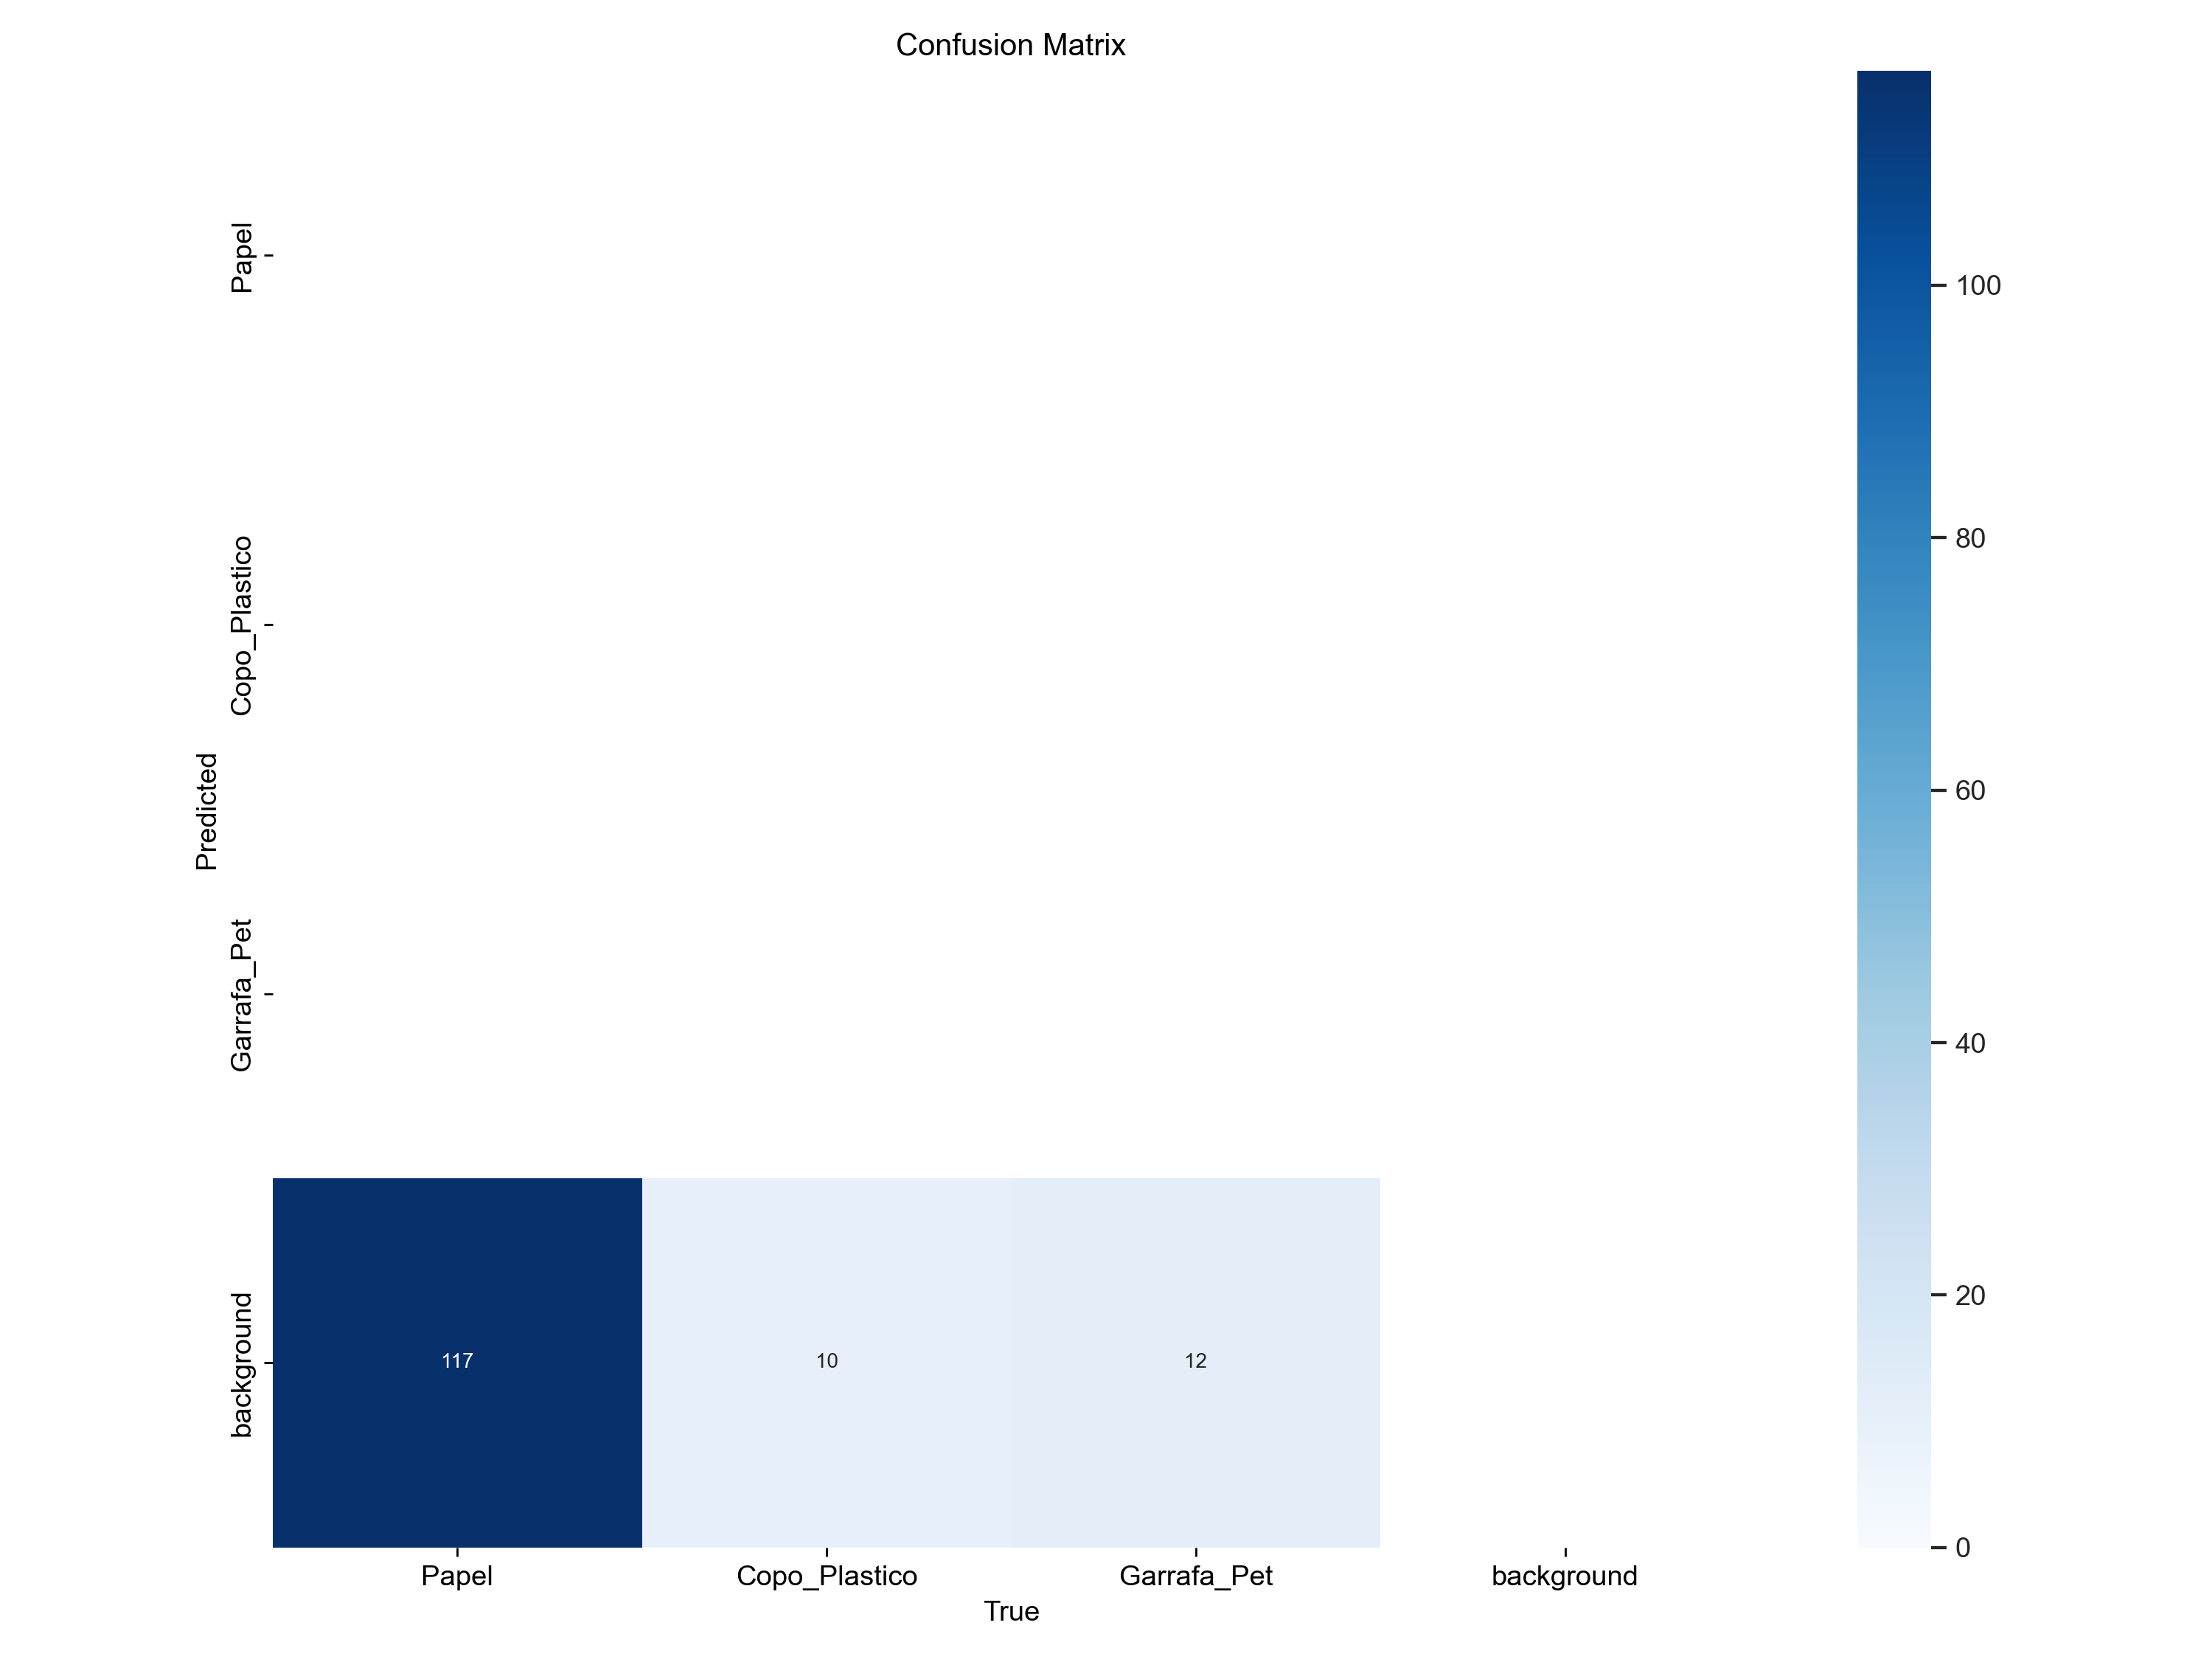 Confusion Matrix
Papel
Copo_Plastico
Garrafa_Pet
background
Predicted
117
10
12
Papel
Copo_Plastico
Garrafa_Pet
background
True
100
80
60
40
20
0